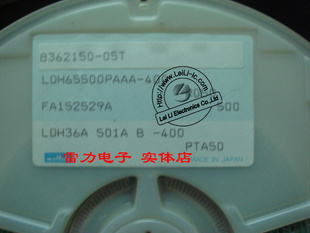 8362150-05T
LDH65500PAAA-4
www.LeiLi-ic.com
Lei Li Electronics Co.,Ltd
FA152529A
500
LDH36A 501A B -400
PTA50
雷力电子 实体店
MADE IN JAPAN